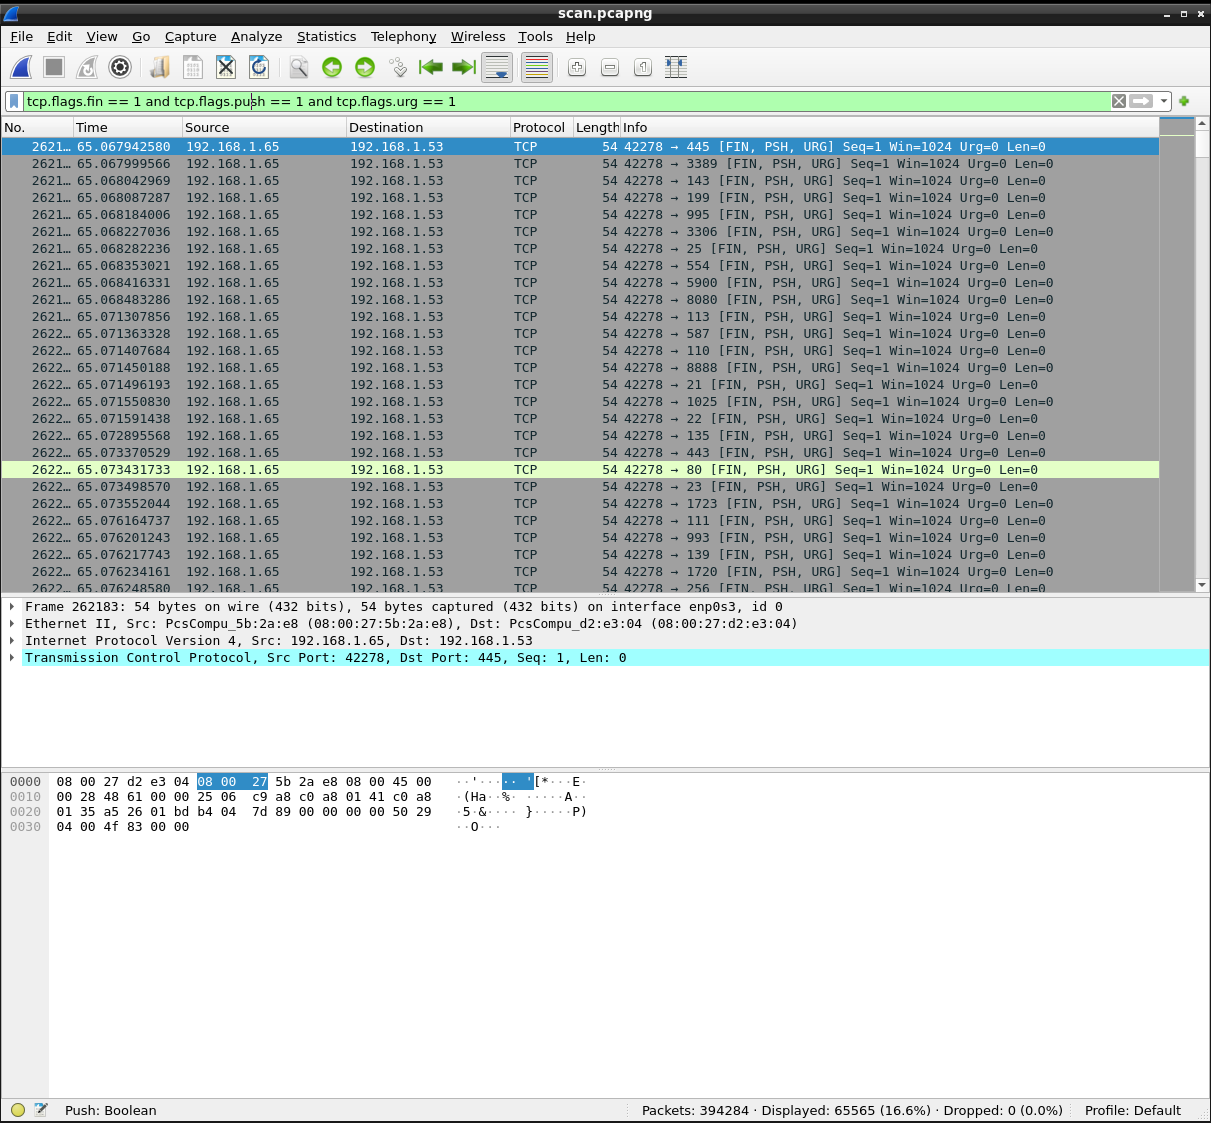 scan.pcapng
File Edit View Go Capture Analyze Statistics Telephony Wireless Tools Help
tcp.flags.fin == 1 and tcp.flags.push == 1 and tcp.flags.urg == 1
No. Time Source Destination Protocol Length Info
2621… 65.067942580 192.168.1.65 192.168.1.53 TCP 54 42278 → 445 [FIN, PSH, URG] Seq=1 Win=1024 Urg=0 Len=0
2621… 65.067999566 192.168.1.65 192.168.1.53 TCP 54 42278 → 3389 [FIN, PSH, URG] Seq=1 Win=1024 Urg=0 Len=0
2621… 65.068042969 192.168.1.65 192.168.1.53 TCP 54 42278 → 143 [FIN, PSH, URG] Seq=1 Win=1024 Urg=0 Len=0
2621… 65.068087287 192.168.1.65 192.168.1.53 TCP 54 42278 → 199 [FIN, PSH, URG] Seq=1 Win=1024 Urg=0 Len=0
2621… 65.068184006 192.168.1.65 192.168.1.53 TCP 54 42278 → 995 [FIN, PSH, URG] Seq=1 Win=1024 Urg=0 Len=0
2621… 65.068227036 192.168.1.65 192.168.1.53 TCP 54 42278 → 3306 [FIN, PSH, URG] Seq=1 Win=1024 Urg=0 Len=0
2621… 65.068282236 192.168.1.65 192.168.1.53 TCP 54 42278 → 25 [FIN, PSH, URG] Seq=1 Win=1024 Urg=0 Len=0
2621… 65.068353021 192.168.1.65 192.168.1.53 TCP 54 42278 → 554 [FIN, PSH, URG] Seq=1 Win=1024 Urg=0 Len=0
2621… 65.068416331 192.168.1.65 192.168.1.53 TCP 54 42278 → 5900 [FIN, PSH, URG] Seq=1 Win=1024 Urg=0 Len=0
2621… 65.068483286 192.168.1.65 192.168.1.53 TCP 54 42278 → 8080 [FIN, PSH, URG] Seq=1 Win=1024 Urg=0 Len=0
2621… 65.071307856 192.168.1.65 192.168.1.53 TCP 54 42278 → 113 [FIN, PSH, URG] Seq=1 Win=1024 Urg=0 Len=0
2622… 65.071363328 192.168.1.65 192.168.1.53 TCP 54 42278 → 587 [FIN, PSH, URG] Seq=1 Win=1024 Urg=0 Len=0
2622… 65.071407684 192.168.1.65 192.168.1.53 TCP 54 42278 → 110 [FIN, PSH, URG] Seq=1 Win=1024 Urg=0 Len=0
2622… 65.071450188 192.168.1.65 192.168.1.53 TCP 54 42278 → 8888 [FIN, PSH, URG] Seq=1 Win=1024 Urg=0 Len=0
2622… 65.071496193 192.168.1.65 192.168.1.53 TCP 54 42278 → 21 [FIN, PSH, URG] Seq=1 Win=1024 Urg=0 Len=0
2622… 65.071550830 192.168.1.65 192.168.1.53 TCP 54 42278 → 1025 [FIN, PSH, URG] Seq=1 Win=1024 Urg=0 Len=0
2622… 65.071591438 192.168.1.65 192.168.1.53 TCP 54 42278 → 22 [FIN, PSH, URG] Seq=1 Win=1024 Urg=0 Len=0
2622… 65.072895568 192.168.1.65 192.168.1.53 TCP 54 42278 → 135 [FIN, PSH, URG] Seq=1 Win=1024 Urg=0 Len=0
2622… 65.073370529 192.168.1.65 192.168.1.53 TCP 54 42278 → 443 [FIN, PSH, URG] Seq=1 Win=1024 Urg=0 Len=0
2622… 65.073431733 192.168.1.65 192.168.1.53 TCP 54 42278 → 80 [FIN, PSH, URG] Seq=1 Win=1024 Urg=0 Len=0
2622… 65.073498570 192.168.1.65 192.168.1.53 TCP 54 42278 → 23 [FIN, PSH, URG] Seq=1 Win=1024 Urg=0 Len=0
2622… 65.073552044 192.168.1.65 192.168.1.53 TCP 54 42278 → 1723 [FIN, PSH, URG] Seq=1 Win=1024 Urg=0 Len=0
2622… 65.076164737 192.168.1.65 192.168.1.53 TCP 54 42278 → 111 [FIN, PSH, URG] Seq=1 Win=1024 Urg=0 Len=0
2622… 65.076201243 192.168.1.65 192.168.1.53 TCP 54 42278 → 993 [FIN, PSH, URG] Seq=1 Win=1024 Urg=0 Len=0
2622… 65.076217743 192.168.1.65 192.168.1.53 TCP 54 42278 → 139 [FIN, PSH, URG] Seq=1 Win=1024 Urg=0 Len=0
2622… 65.076234161 192.168.1.65 192.168.1.53 TCP 54 42278 → 1720 [FIN, PSH, URG] Seq=1 Win=1024 Urg=0 Len=0
2622… 65.076248580 192.168.1.65 192.168.1.53 TCP 54 42278 → 256 [FIN, PSH, URG] Seq=1 Win=1024 Urg=0 Len=0
Frame 262183: 54 bytes on wire (432 bits), 54 bytes captured (432 bits) on interface enp0s3, id 0
Ethernet II, Src: PcsCompu_5b:2a:e8 (08:00:27:5b:2a:e8), Dst: PcsCompu_d2:e3:04 (08:00:27:d2:e3:04)
Internet Protocol Version 4, Src: 192.168.1.65, Dst: 192.168.1.53
Transmission Control Protocol, Src Port: 42278, Dst Port: 445, Seq: 1, Len: 0
0000 08 00 27 d2 e3 04 08 00 27 5b 2a e8 08 00 45 00 ··'····· '[*···E·
0010 00 28 48 61 00 00 25 06 c9 a8 c0 a8 01 41 c0 a8 ·(Ha··%· ·····A··
0020 01 35 a5 26 01 bd b4 04 7d 89 00 00 00 00 50 29 ·5·&···· }·····P)
0030 04 00 4f 83 00 00 ··O···
Push: Boolean
Packets: 394284 · Displayed: 65565 (16.6%) · Dropped: 0 (0.0%)
Profile: Default